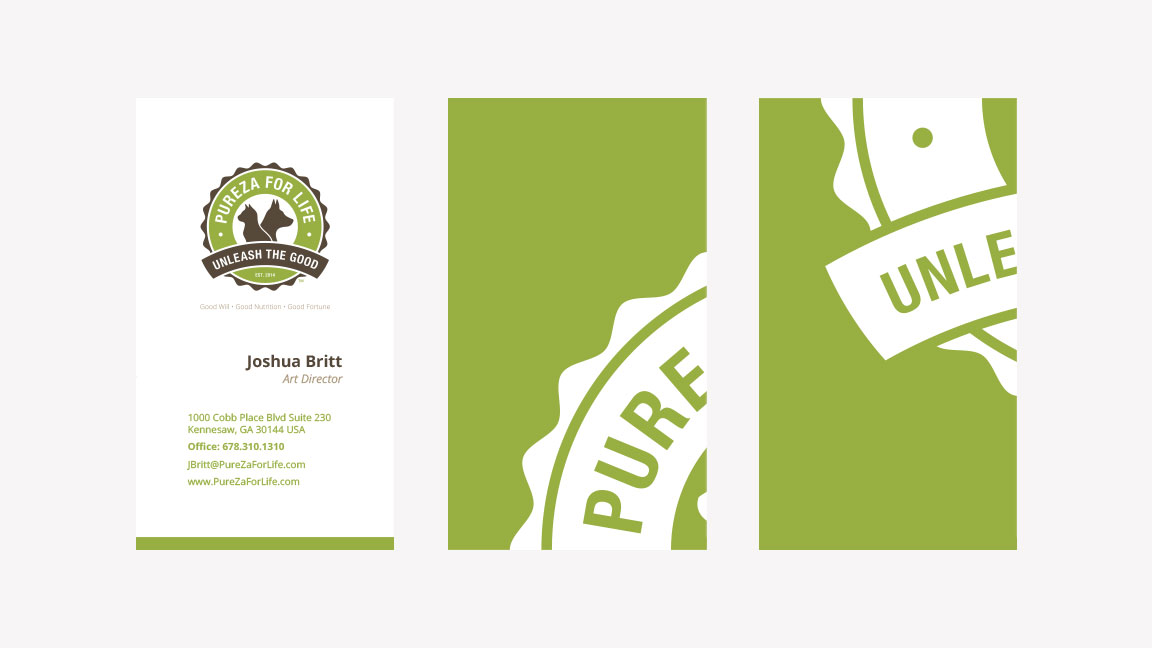 PUREZA FOR LIFE
UNLEASH THE GOOD
EST. 2014
TM
Good Will • Good Nutrition • Good Fortune
Joshua Britt
Art Director
1000 Cobb Place Blvd Suite 230
Kennesaw, GA 30144 USA
Office: 678.310.1310
JBritt@PureZaForLife.com
www.PureZaForLife.com
PURE
UNLE